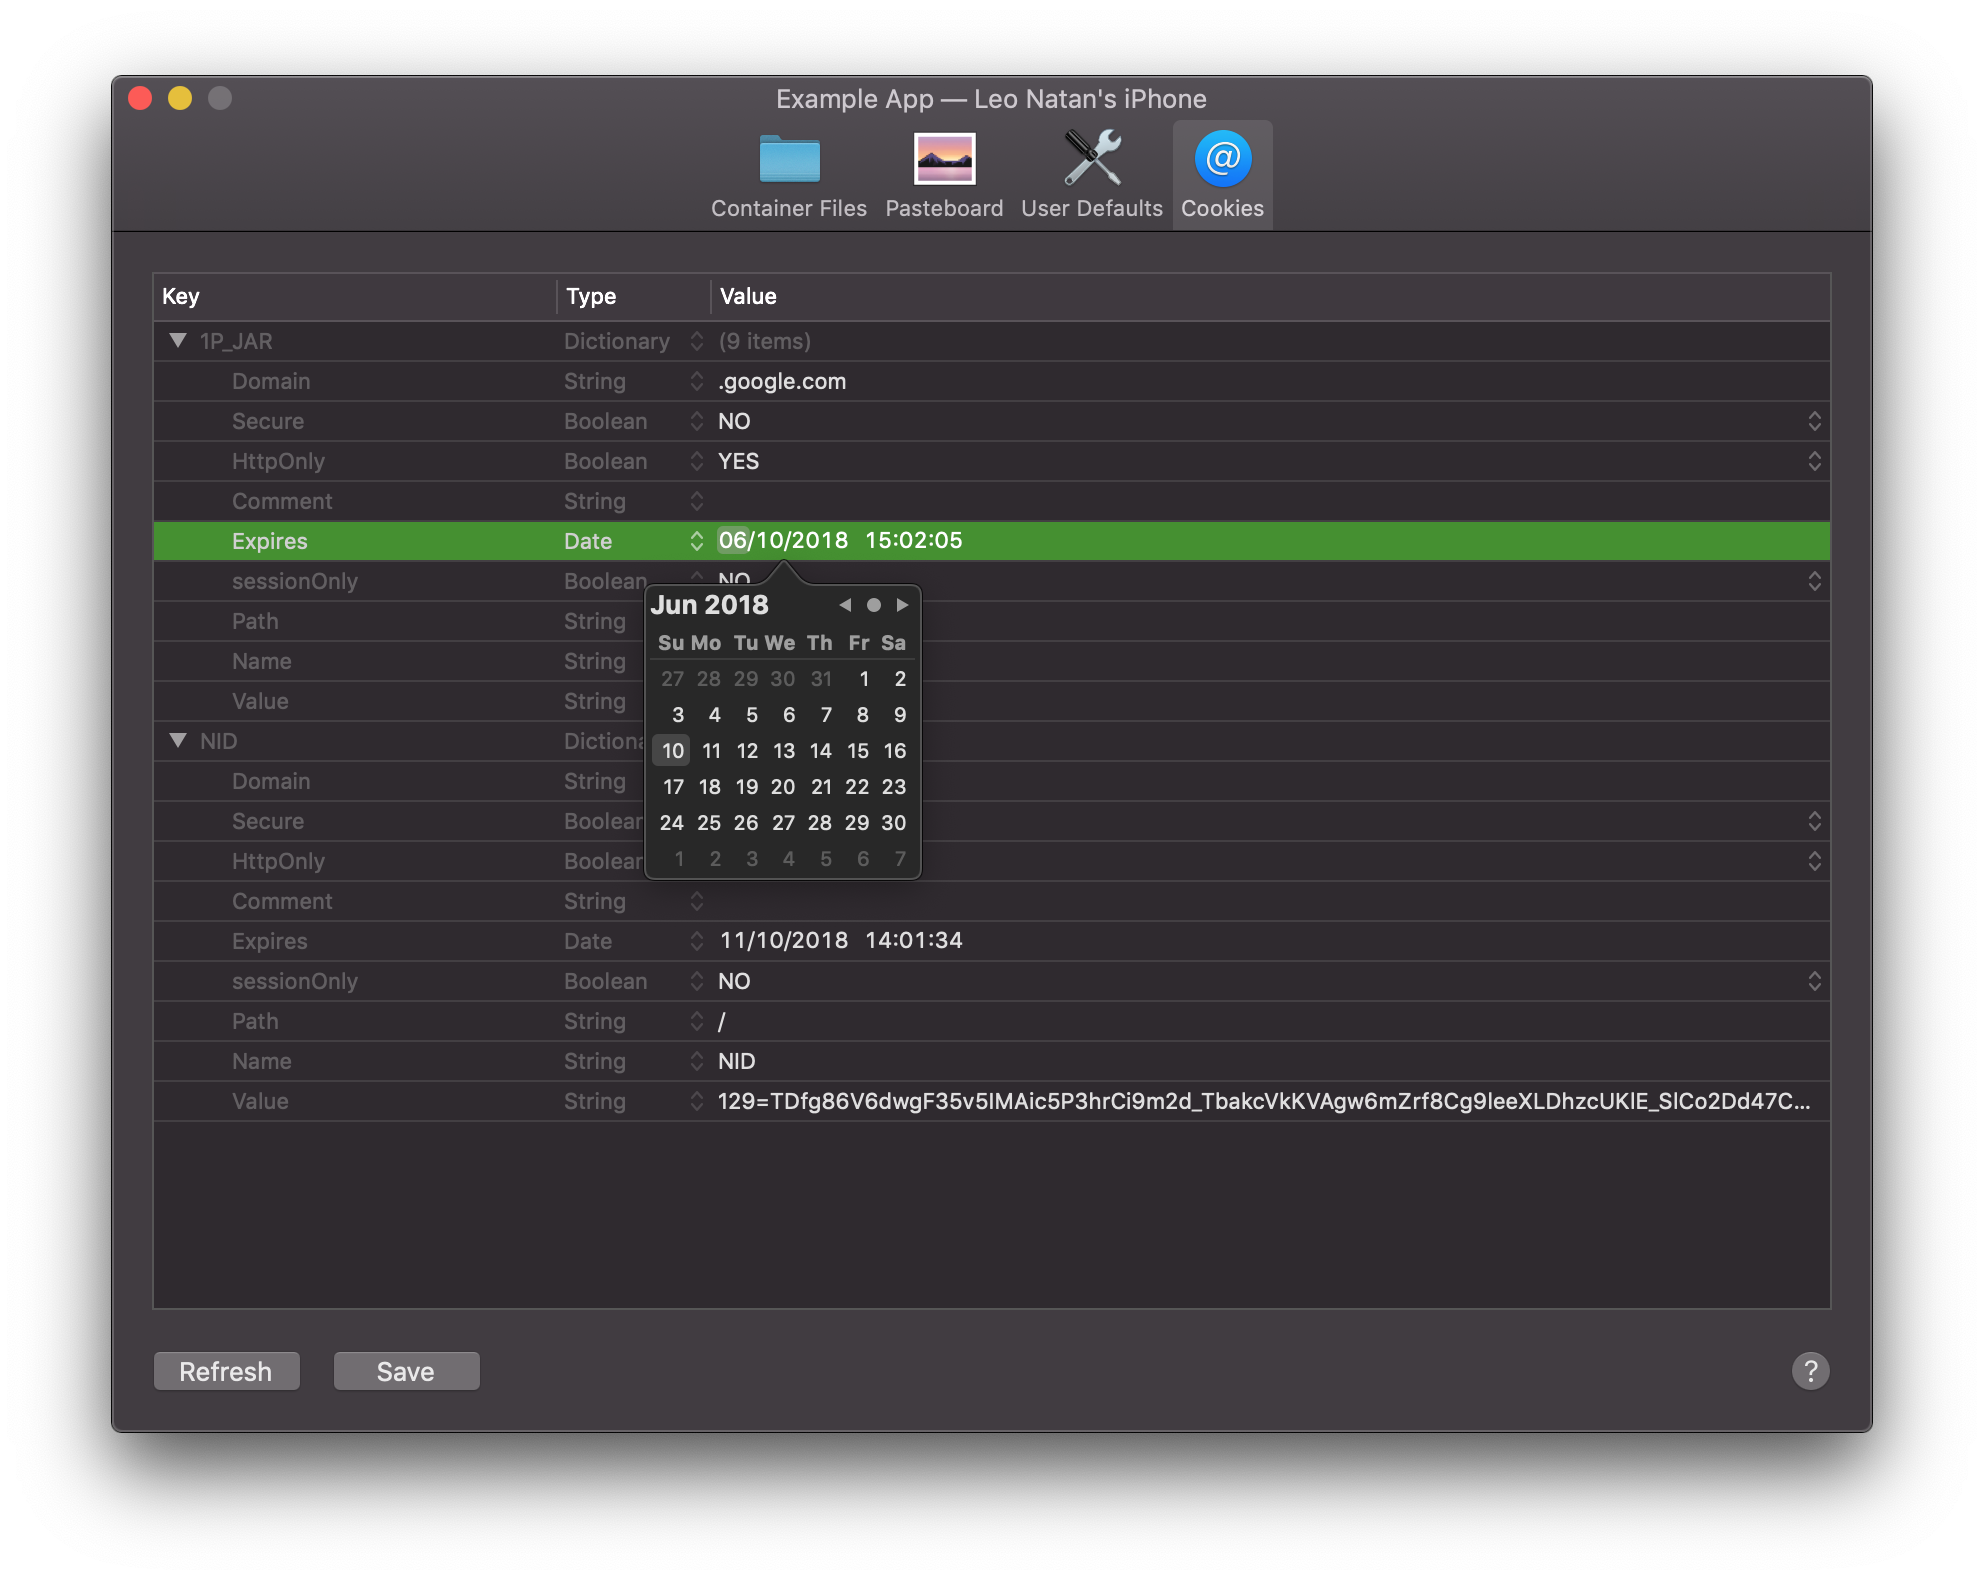 Example App — Leo Natan's iPhone
Container Files Pasteboard User Defaults Cookies
Key Type Value
1P_JAR Dictionary (9 items)
Domain String .google.com
Secure Boolean NO
HttpOnly Boolean YES
Comment String
Expires Date 06/10/2018 15:02:05
sessionOnly Boolean NO
Path String
Name String
Value String
NID
Domain String
Secure
HttpOnly
Comment String
Expires Date 11/10/2018 14:01:34
sessionOnly Boolean NO
Path String /
Name String NID
Value String 129=TDfg86V6dwgF35v5IMAic5P3hrCi9m2d_TbakcVkKVAgw6mZrf8Cg9leeXLDhzcUKlE_SlCo2Dd47C...
Jun 2018
Su Mo Tu We Th Fr Sa
27 28 29 30 31 1 2
3 4 5 6 7 8 9
10 11 12 13 14 15 16
17 18 19 20 21 22 23
24 25 26 27 28 29 30
1 2 3 4 5 6 7
Refresh Save ?